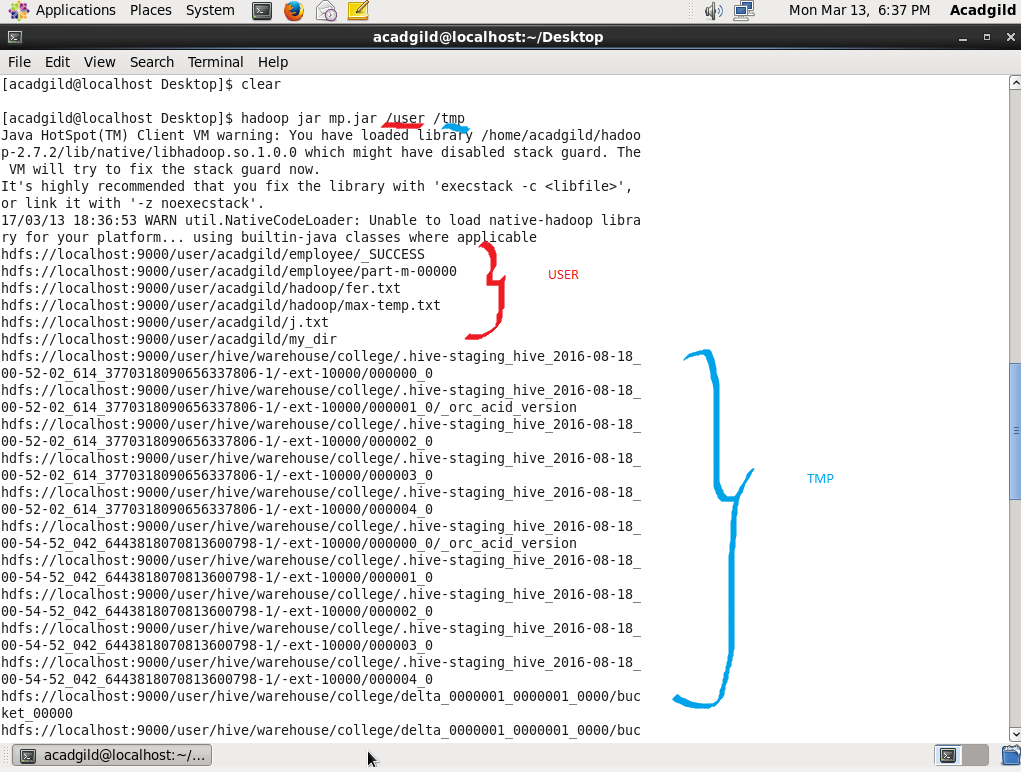 Applications Places System Mon Mar 13, 6:37 PM Acadgild
acadgild@localhost:~/Desktop
File Edit View Search Terminal Help
[acadgild@localhost Desktop]$ clear
[acadgild@localhost Desktop]$ hadoop jar mp.jar /user /tmp
Java HotSpot(TM) Client VM warning: You have loaded library /home/acadgild/hadoo
p-2.7.2/lib/native/libhadoop.so.1.0.0 which might have disabled stack guard. The
VM will try to fix the stack guard now.
It's highly recommended that you fix the library with 'execstack -c <libfile>',
or link it with '-z noexecstack'.
17/03/13 18:36:53 WARN util.NativeCodeLoader: Unable to load native-hadoop libra
ry for your platform... using builtin-java classes where applicable
hdfs://localhost:9000/user/acadgild/employee/_SUCCESS
hdfs://localhost:9000/user/acadgild/employee/part-m-00000
USER
hdfs://localhost:9000/user/acadgild/hadoop/fer.txt
hdfs://localhost:9000/user/acadgild/hadoop/max-temp.txt
hdfs://localhost:9000/user/acadgild/j.txt
hdfs://localhost:9000/user/acadgild/my_dir
hdfs://localhost:9000/user/hive/warehouse/college/.hive-staging_hive_2016-08-18_
00-52-02_614_3770318090656337806-1/-ext-10000/000000_0
hdfs://localhost:9000/user/hive/warehouse/college/.hive-staging_hive_2016-08-18_
00-52-02_614_3770318090656337806-1/-ext-10000/000001_0/_orc_acid_version
hdfs://localhost:9000/user/hive/warehouse/college/.hive-staging_hive_2016-08-18_
00-52-02_614_3770318090656337806-1/-ext-10000/000002_0
hdfs://localhost:9000/user/hive/warehouse/college/.hive-staging_hive_2016-08-18_
00-52-02_614_3770318090656337806-1/-ext-10000/000003_0
TMP
hdfs://localhost:9000/user/hive/warehouse/college/.hive-staging_hive_2016-08-18_
00-52-02_614_3770318090656337806-1/-ext-10000/000004_0
hdfs://localhost:9000/user/hive/warehouse/college/.hive-staging_hive_2016-08-18_
00-54-52_042_6443818070813600798-1/-ext-10000/000000_0/_orc_acid_version
hdfs://localhost:9000/user/hive/warehouse/college/.hive-staging_hive_2016-08-18_
00-54-52_042_6443818070813600798-1/-ext-10000/000001_0
hdfs://localhost:9000/user/hive/warehouse/college/.hive-staging_hive_2016-08-18_
00-54-52_042_6443818070813600798-1/-ext-10000/000002_0
hdfs://localhost:9000/user/hive/warehouse/college/.hive-staging_hive_2016-08-18_
00-54-52_042_6443818070813600798-1/-ext-10000/000003_0
hdfs://localhost:9000/user/hive/warehouse/college/.hive-staging_hive_2016-08-18_
00-54-52_042_6443818070813600798-1/-ext-10000/000004_0
hdfs://localhost:9000/user/hive/warehouse/college/delta_0000001_0000001_0000/buc
ket_00000
hdfs://localhost:9000/user/hive/warehouse/college/delta_0000001_0000001_0000/buc
acadgild@localhost:~/...